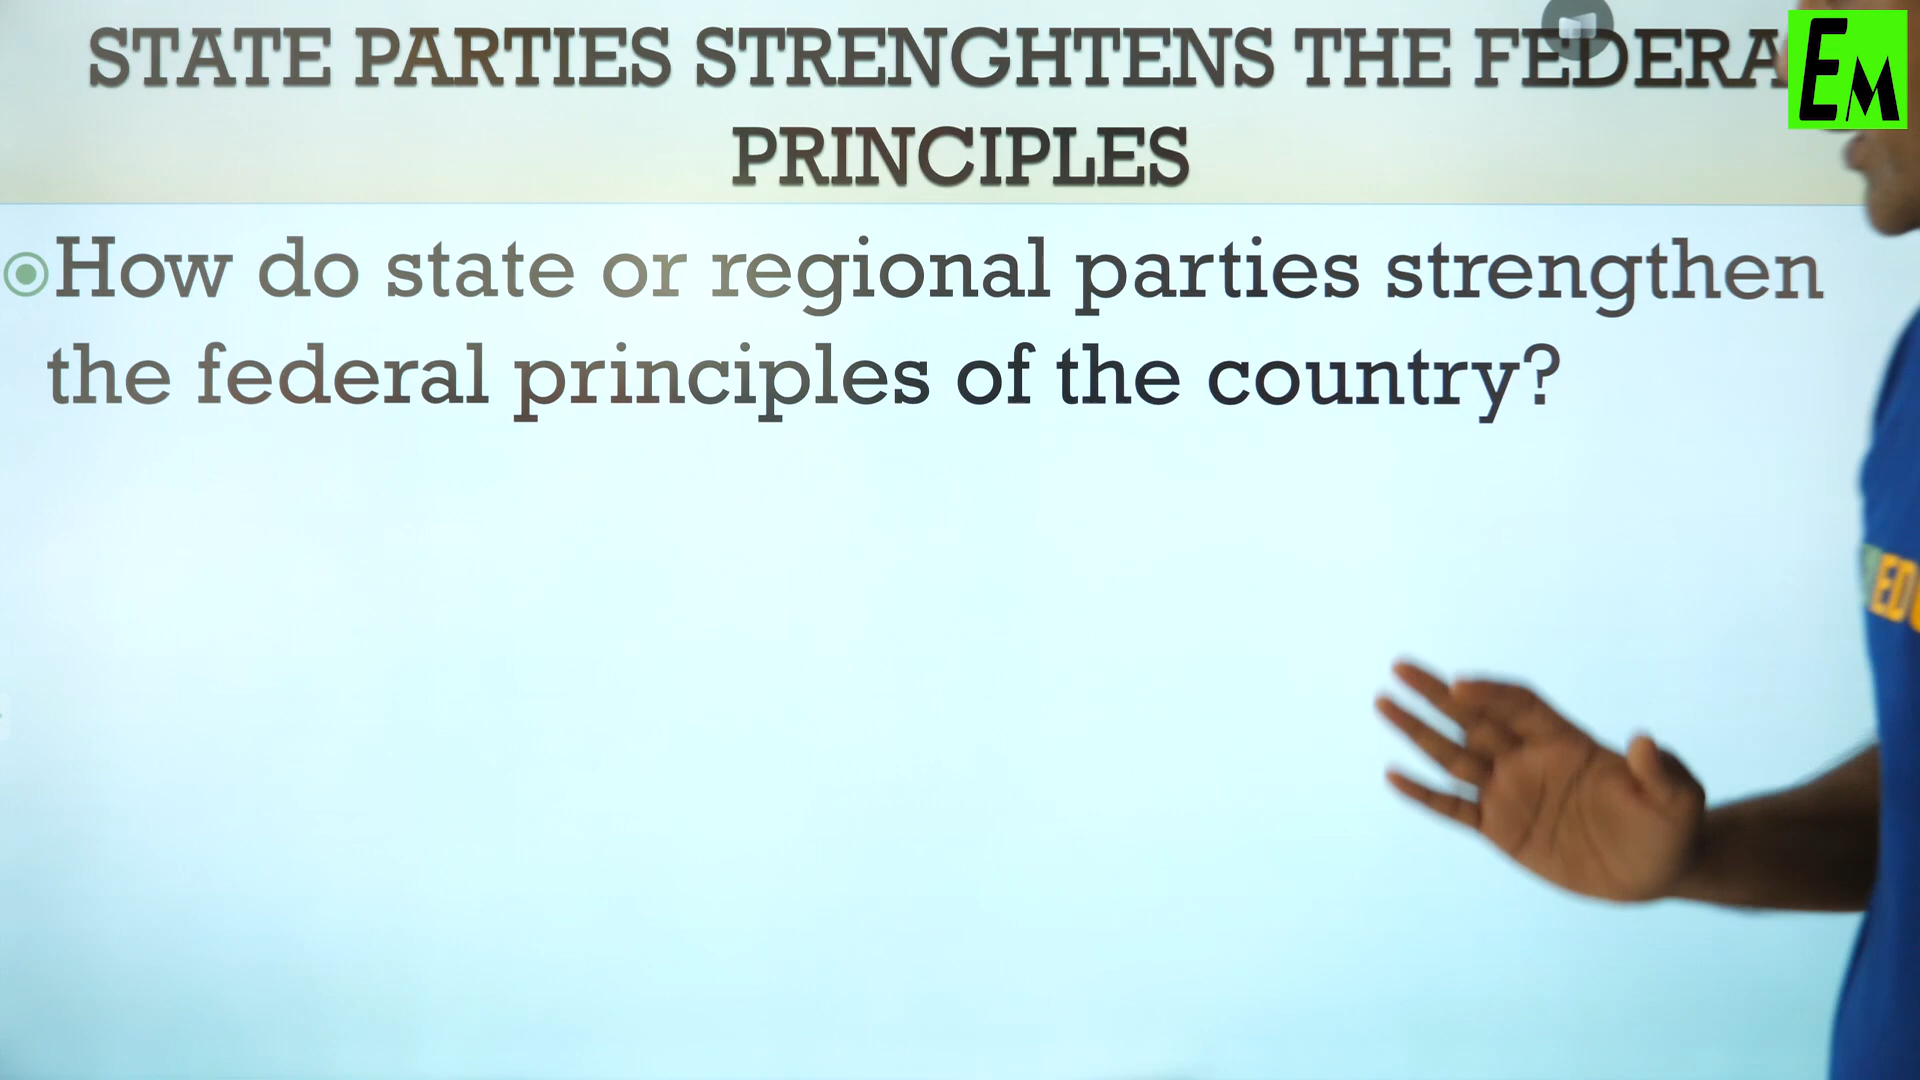 STATE PARTIES STRENGHTENS THE FEDERA
PRINCIPLES
EM
How do state or regional parties strengthen
the federal principles of the country?
ED